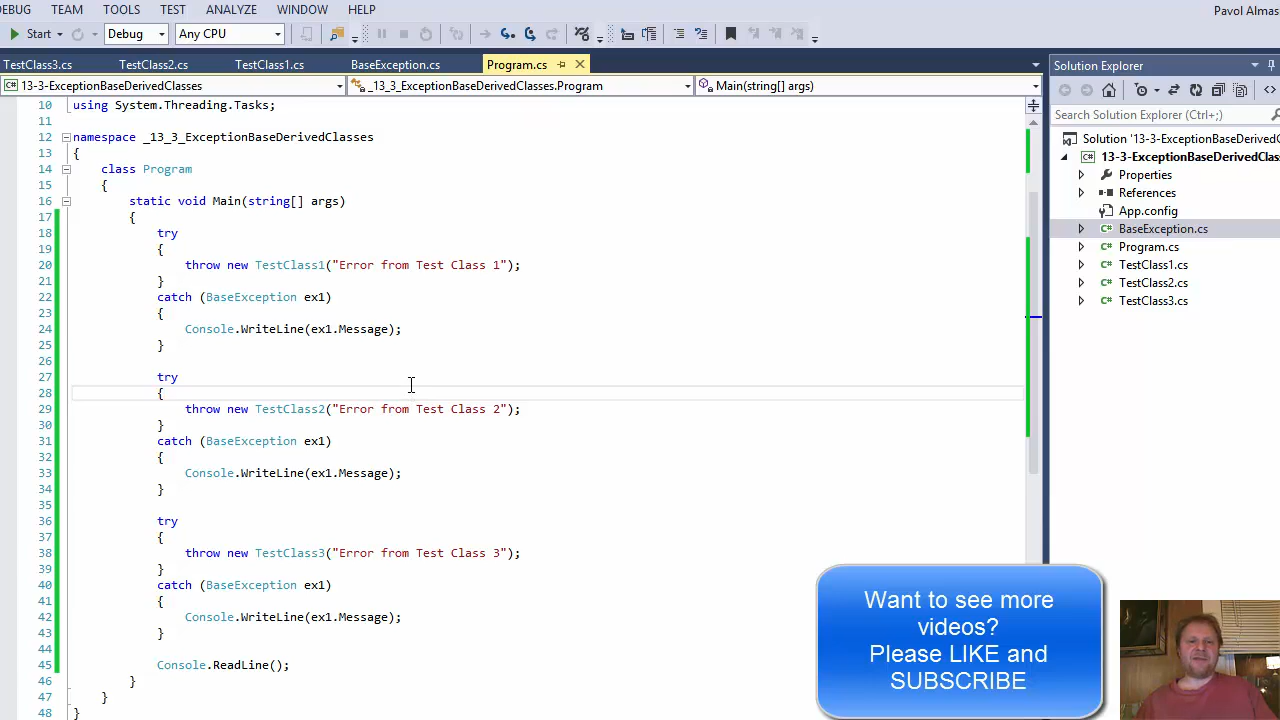 DEBUG TEAM TOOLS TEST ANALYZE WINDOW HELP
Pavol Almas
Start Debug Any CPU
TestClass3.cs TestClass2.cs TestClass1.cs BaseException.cs Program.cs
13-3-ExceptionBaseDerivedClasses _13_3_ExceptionBaseDerivedClasses.Program Main(string[] args)
10 using System.Threading.Tasks;
11
12 namespace _13_3_ExceptionBaseDerivedClasses
13 {
14 class Program
15 {
16 static void Main(string[] args)
17 {
18 try
19 {
20 throw new TestClass1("Error from Test Class 1");
21 }
22 catch (BaseException ex1)
23 {
24 Console.WriteLine(ex1.Message);
25 }
26
27 try
28 {
29 throw new TestClass2("Error from Test Class 2");
30 }
31 catch (BaseException ex1)
32 {
33 Console.WriteLine(ex1.Message);
34 }
35
36 try
37 {
38 throw new TestClass3("Error from Test Class 3");
39 }
40 catch (BaseException ex1)
41 {
42 Console.WriteLine(ex1.Message);
43 }
44
45 Console.ReadLine();
46 }
47 }
48 }
Solution Explorer
Search Solution Explorer (Ctrl+;)
Solution '13-3-ExceptionBaseDerivedC
13-3-ExceptionBaseDerivedClas
Properties
References
App.config
BaseException.cs
Program.cs
TestClass1.cs
TestClass2.cs
TestClass3.cs
Want to see more
videos?
Please LIKE and
SUBSCRIBE